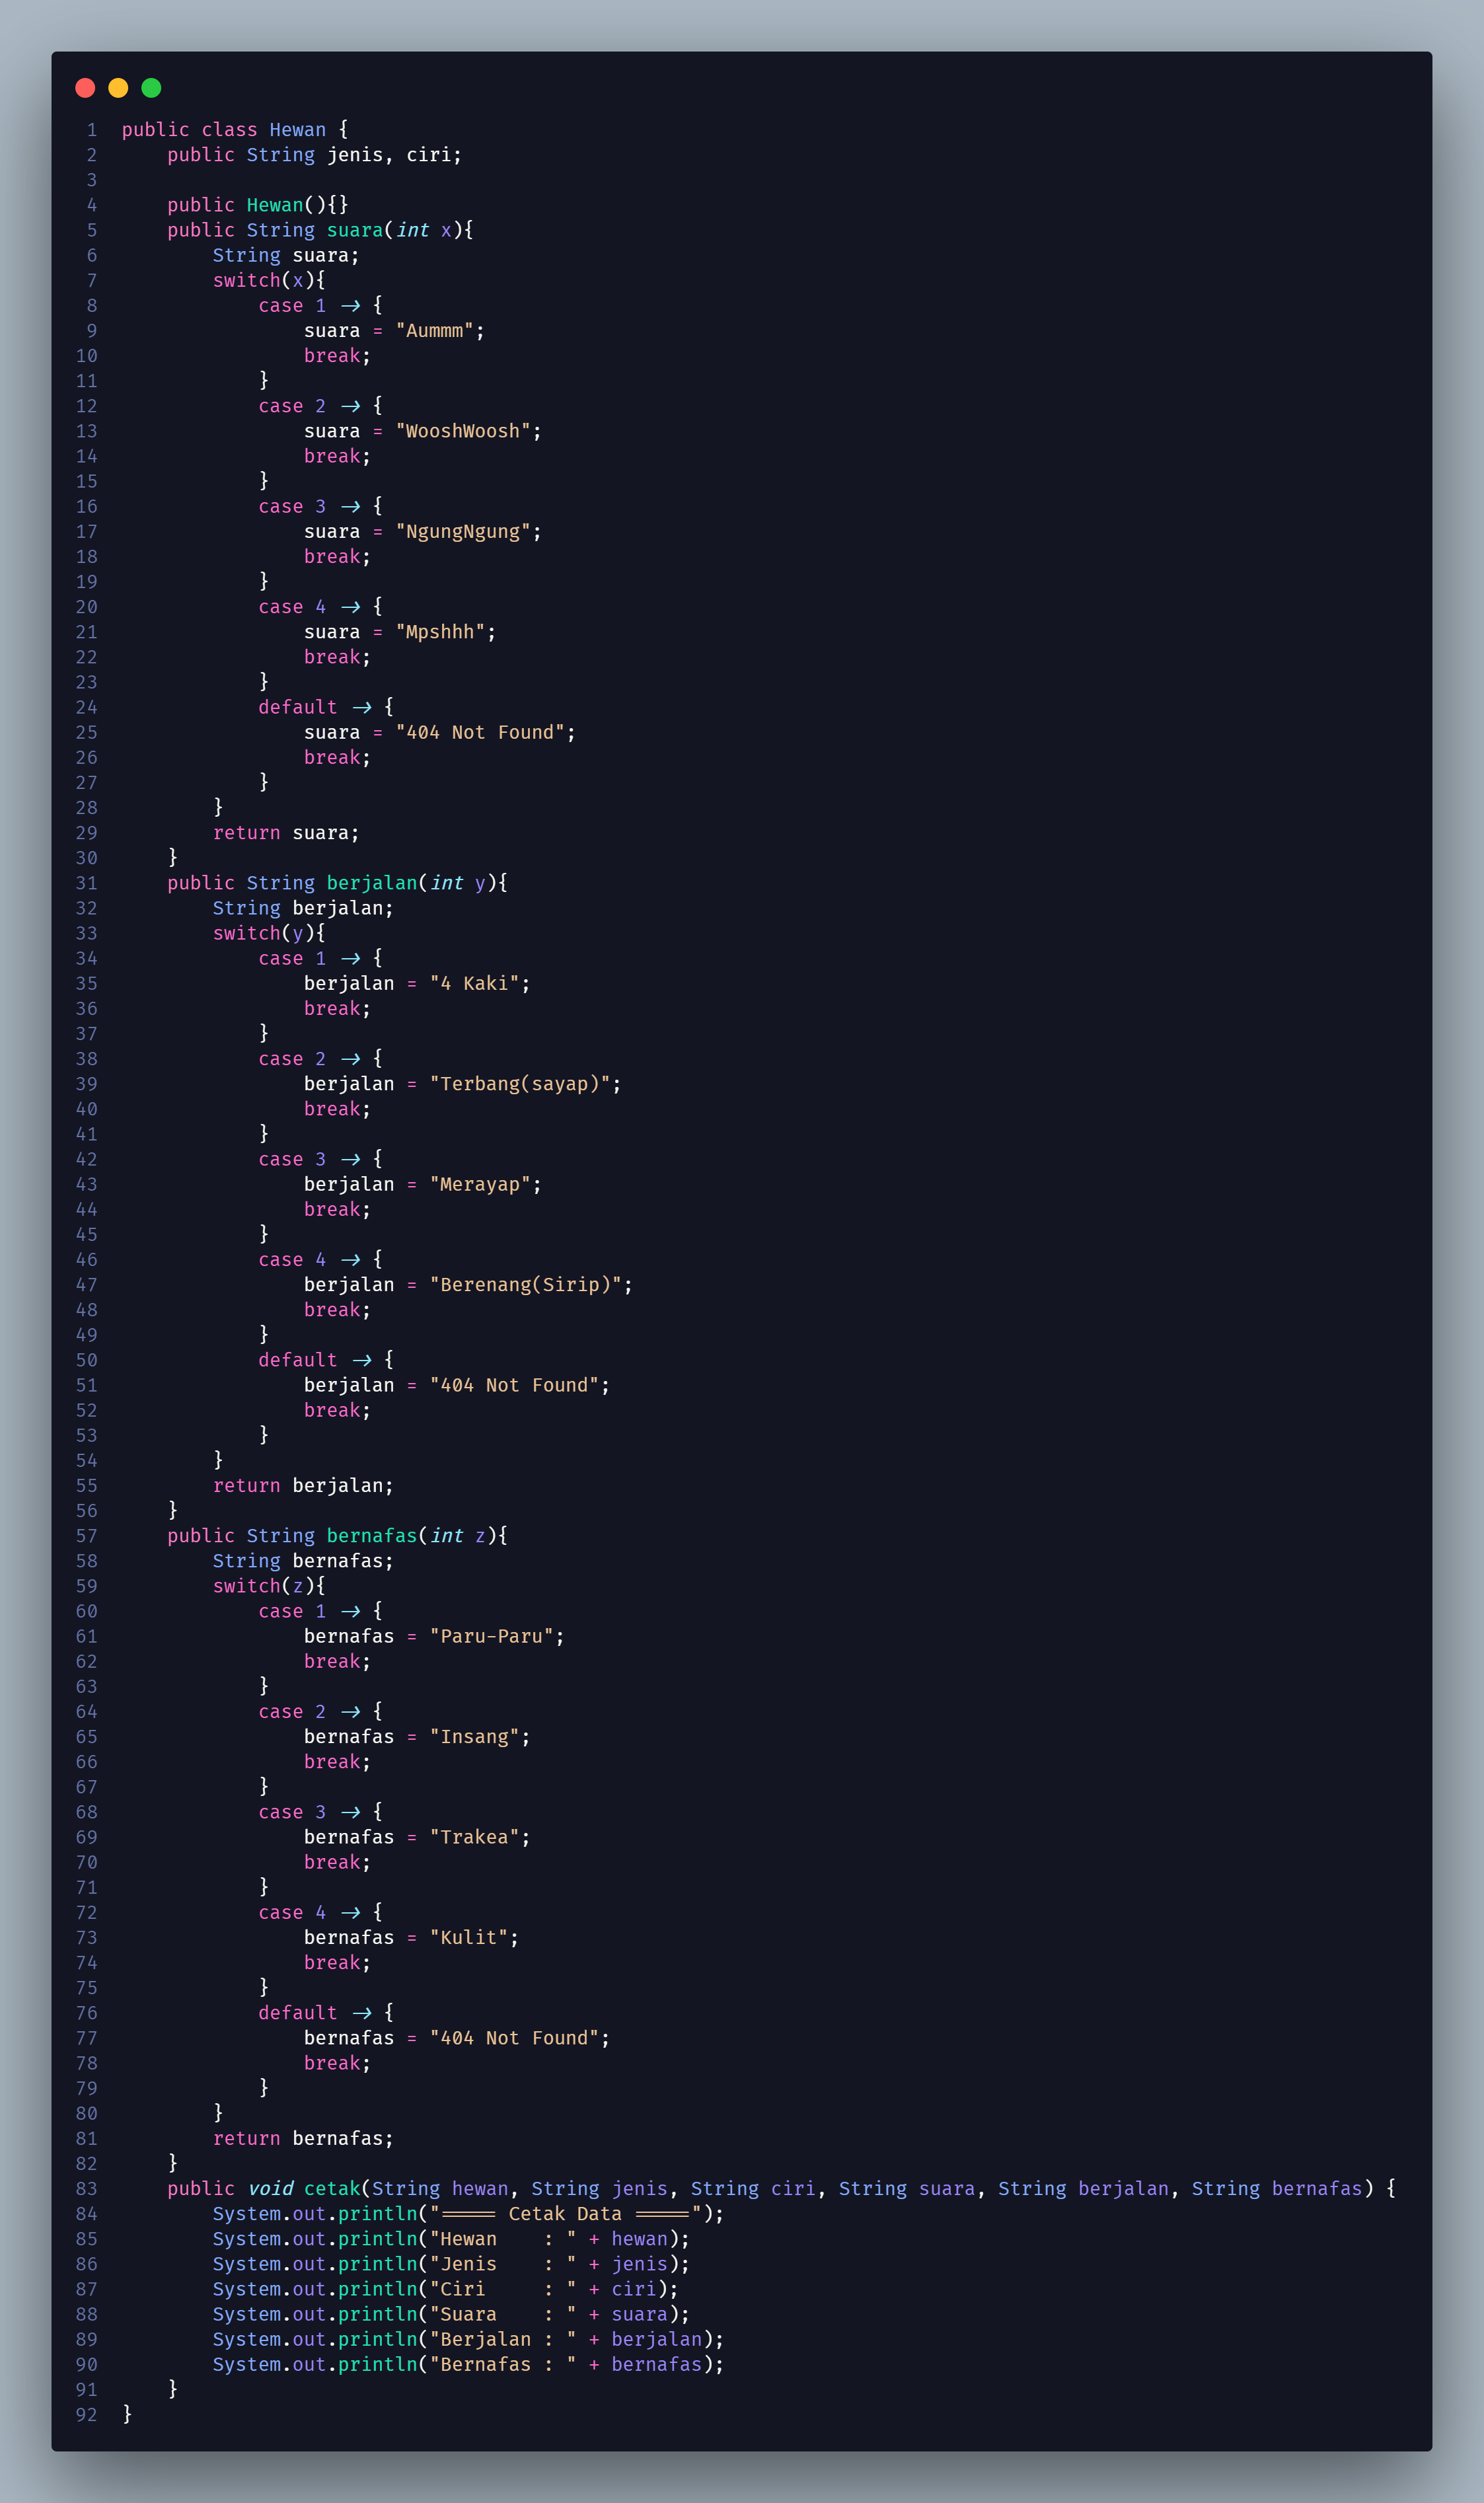 1 public class Hewan {
2     public String jenis, ciri;
3
4     public Hewan(){}
5     public String suara(int x){
6         String suara;
7         switch(x){
8             case 1 -> {
9                 suara = "Aummm";
10                 break;
11             }
12             case 2 -> {
13                 suara = "WooshWoosh";
14                 break;
15             }
16             case 3 -> {
17                 suara = "NgungNgung";
18                 break;
19             }
20             case 4 -> {
21                 suara = "Mpshhh";
22                 break;
23             }
24             default -> {
25                 suara = "404 Not Found";
26                 break;
27             }
28         }
29         return suara;
30     }
31     public String berjalan(int y){
32         String berjalan;
33         switch(y){
34             case 1 -> {
35                 berjalan = "4 Kaki";
36                 break;
37             }
38             case 2 -> {
39                 berjalan = "Terbang(sayap)";
40                 break;
41             }
42             case 3 -> {
43                 berjalan = "Merayap";
44                 break;
45             }
46             case 4 -> {
47                 berjalan = "Berenang(Sirip)";
48                 break;
49             }
50             default -> {
51                 berjalan = "404 Not Found";
52                 break;
53             }
54         }
55         return berjalan;
56     }
57     public String bernafas(int z){
58         String bernafas;
59         switch(z){
60             case 1 -> {
61                 bernafas = "Paru-Paru";
62                 break;
63             }
64             case 2 -> {
65                 bernafas = "Insang";
66                 break;
67             }
68             case 3 -> {
69                 bernafas = "Trakea";
70                 break;
71             }
72             case 4 -> {
73                 bernafas = "Kulit";
74                 break;
75             }
76             default -> {
77                 bernafas = "404 Not Found";
78                 break;
79             }
80         }
81         return bernafas;
82     }
83     public void cetak(String hewan, String jenis, String ciri, String suara, String berjalan, String bernafas) {
84         System.out.println("===== Cetak Data =====");
85         System.out.println("Hewan    : " + hewan);
86         System.out.println("Jenis    : " + jenis);
87         System.out.println("Ciri     : " + ciri);
88         System.out.println("Suara    : " + suara);
89         System.out.println("Berjalan : " + berjalan);
90         System.out.println("Bernafas : " + bernafas);
91     }
92 }